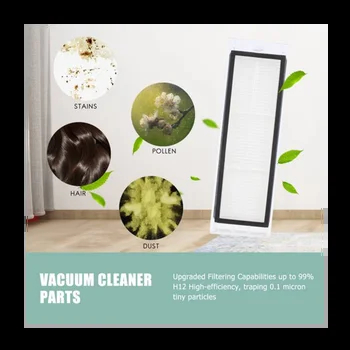 STAINS
POLLEN
HAIR
DUST
VACUUM CLEANER
PARTS
Upgraded Filtering Capabilities up to 99%
H12 High-efficiency, traping 0.1 micron
tiny particles